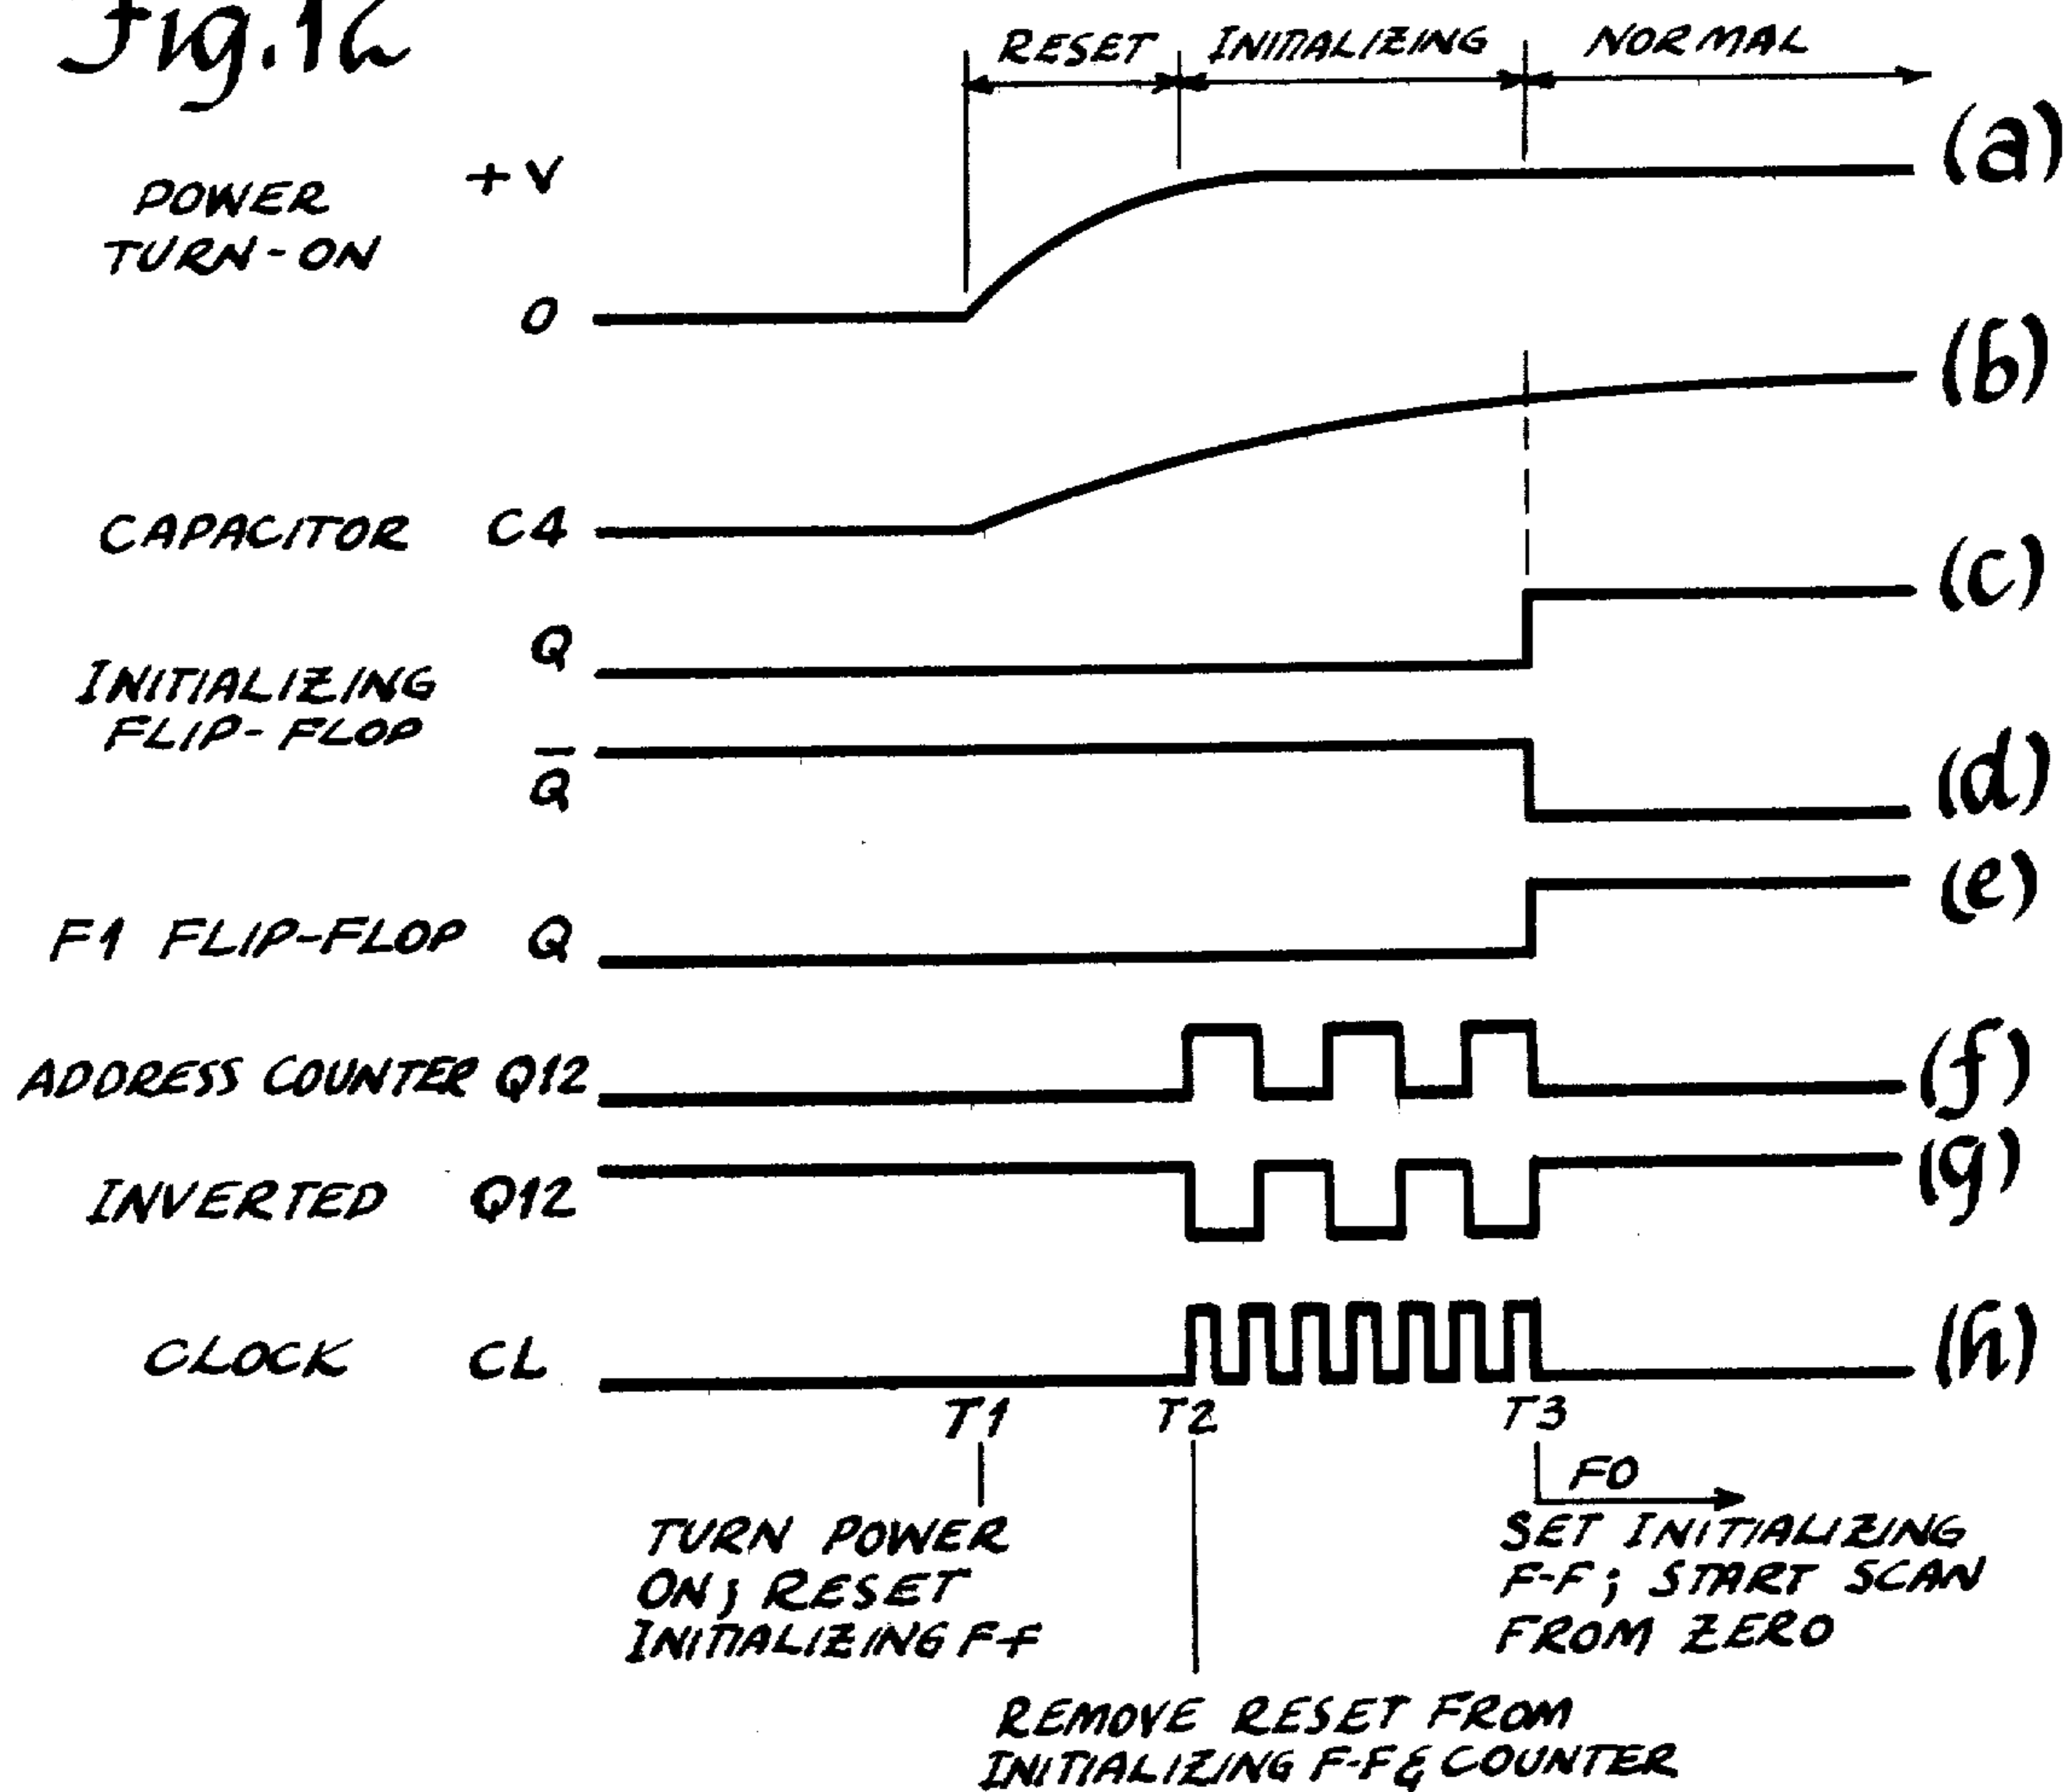 Fig. 12
RESET INITIALIZING NORMAL
(a)
+V
POWER
TURN-ON
0
(b)
CAPACITOR C4
(c)
Q
INITIALIZING
FLIP-FLOP
Q̅
(d)
(e)
F1 FLIP-FLOP Q
ADDRESS COUNTER Q12 (f)
INVERTED Q12 (g)
CLOCK CL (h)
T1 T2 T3
F0
TURN POWER
ON; RESET
INITIALIZING FF
SET INITIALIZING
F-F; START SCAN
FROM ZERO
REMOVE RESET FROM
INITIALIZING F-F & COUNTER